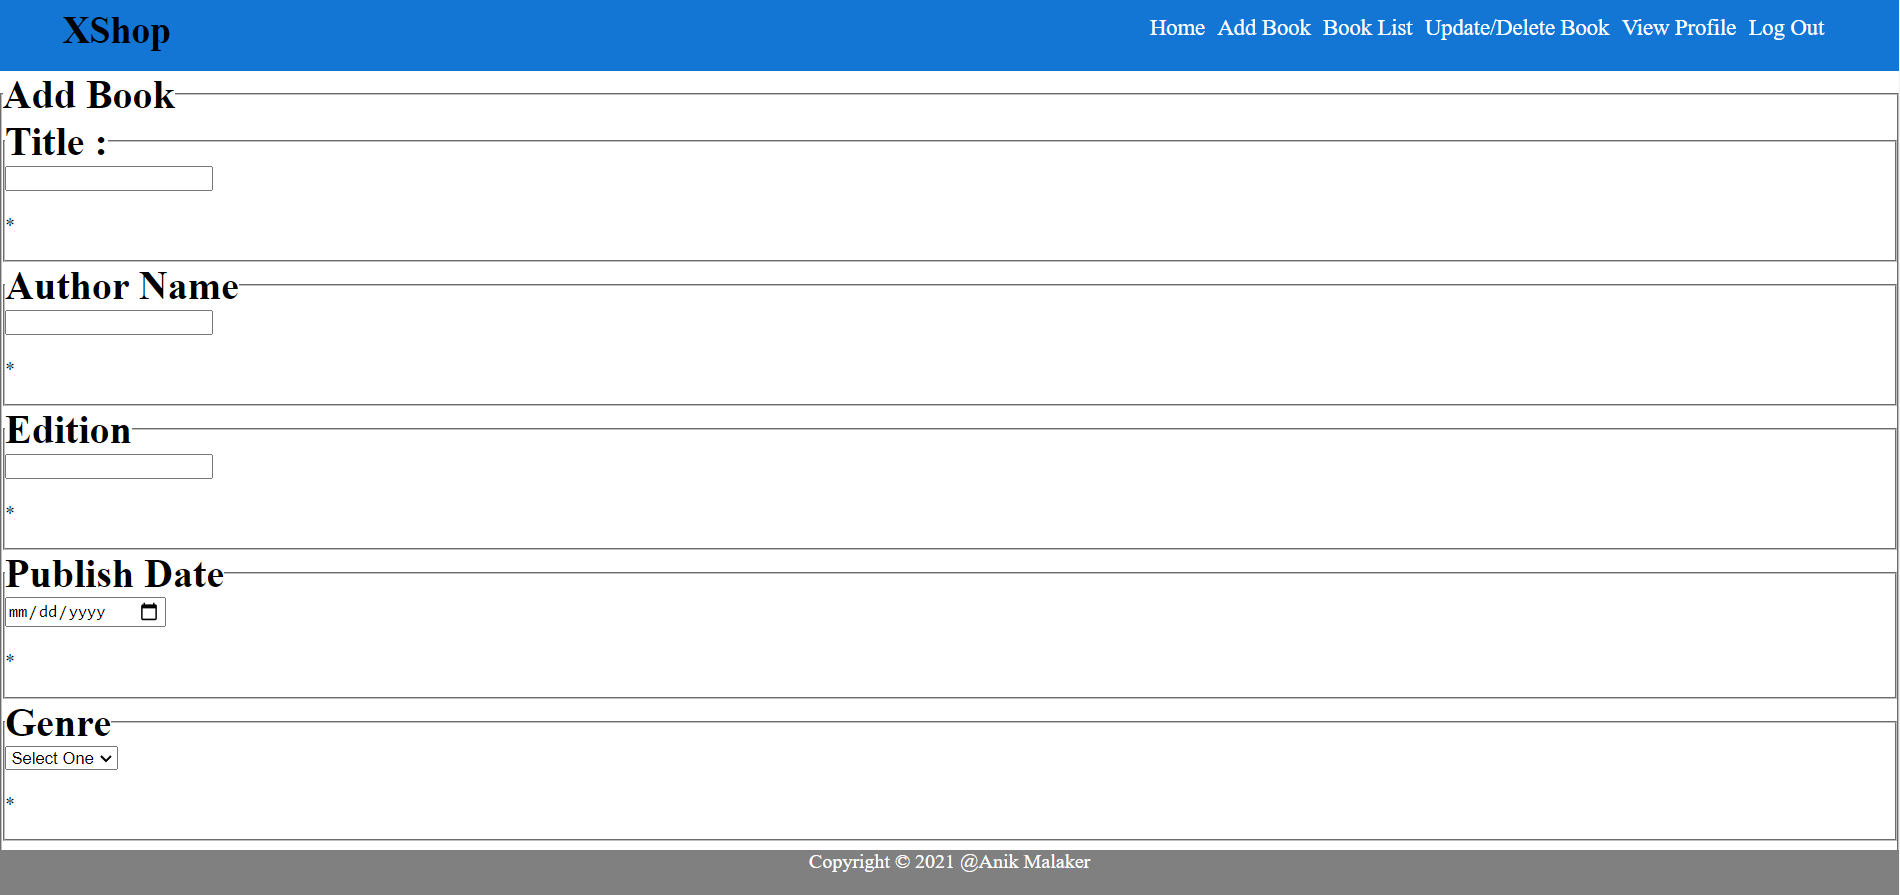 XShop
Home Add Book Book List Update/Delete Book View Profile Log Out
Add Book
Title :
*
Author Name
*
Edition
*
Publish Date
mm/dd/yyyy
*
Genre
Select One
*
Copyright © 2021 @Anik Malaker